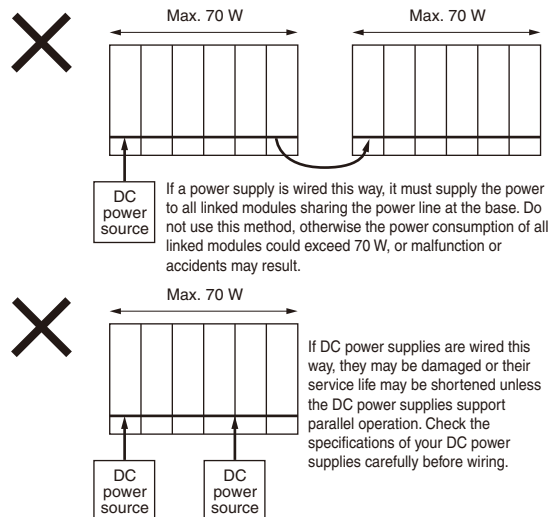 Max. 70 W
Max. 70 W
DC
power
source
If a power supply is wired this way, it must supply the power
to all linked modules sharing the power line at the base. Do
not use this method, otherwise the power consumption of all
linked modules could exceed 70 W, or malfunction or
accidents may result.
Max. 70 W
If DC power supplies are wired this
way, they may be damaged or their
service life may be shortened unless
the DC power supplies support
parallel operation. Check the
specifications of your DC power
supplies carefully before wiring.
DC
power
source
DC
power
source